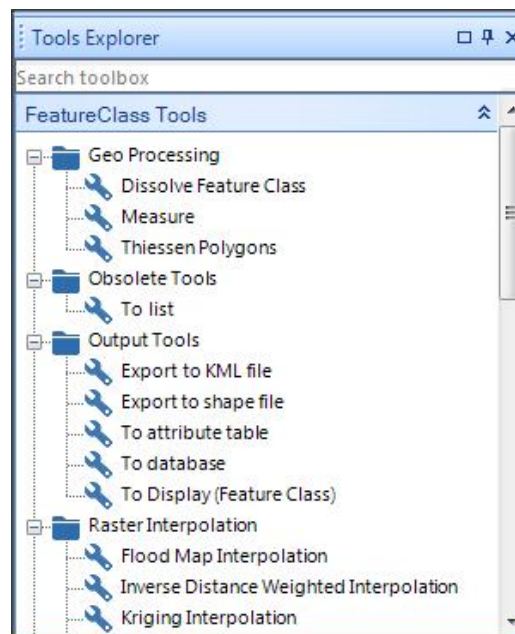 Tools Explorer
Search toolbox
FeatureClass Tools
Geo Processing
Dissolve Feature Class
Measure
Thiessen Polygons
Obsolete Tools
To list
Output Tools
Export to KML file
Export to shape file
To attribute table
To database
To Display (Feature Class)
Raster Interpolation
Flood Map Interpolation
Inverse Distance Weighted Interpolation
Kriging Interpolation